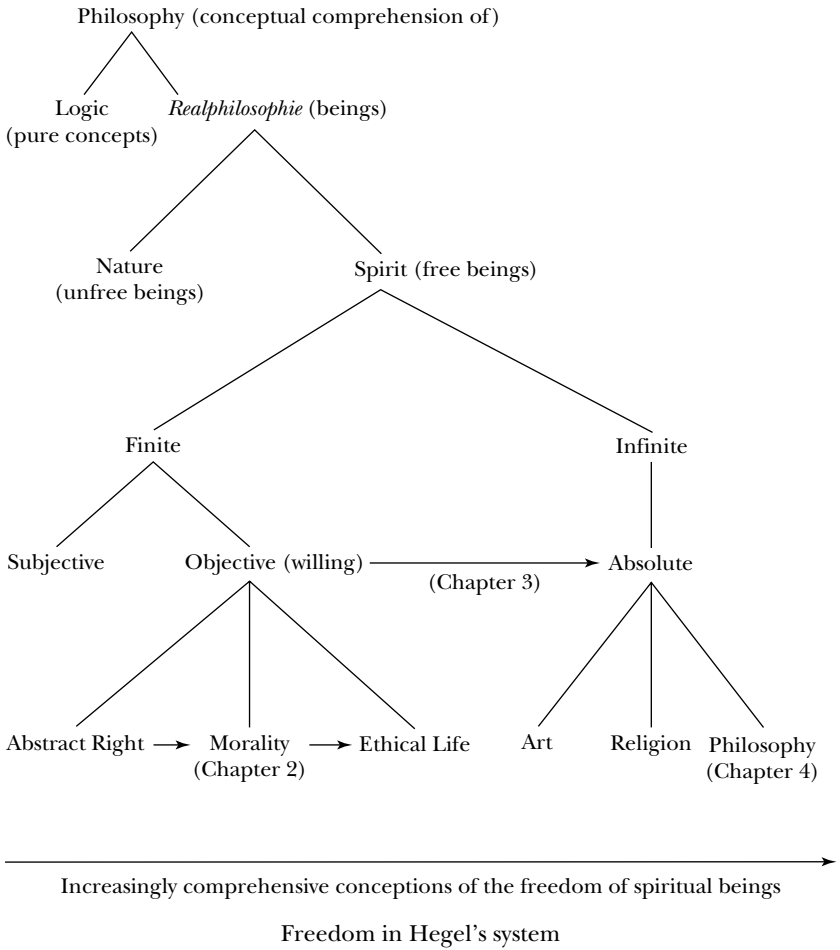 Philosophy (conceptual comprehension of)
Logic
(pure concepts)
Realphilosophie (beings)
Nature
(unfree beings)
Spirit (free beings)
Finite
Infinite
Subjective
Objective (willing)
(Chapter 3)
Absolute
Abstract Right
Morality
(Chapter 2)
Ethical Life
Art
Religion
Philosophy
(Chapter 4)
Increasingly comprehensive conceptions of the freedom of spiritual beings
Freedom in Hegel's system